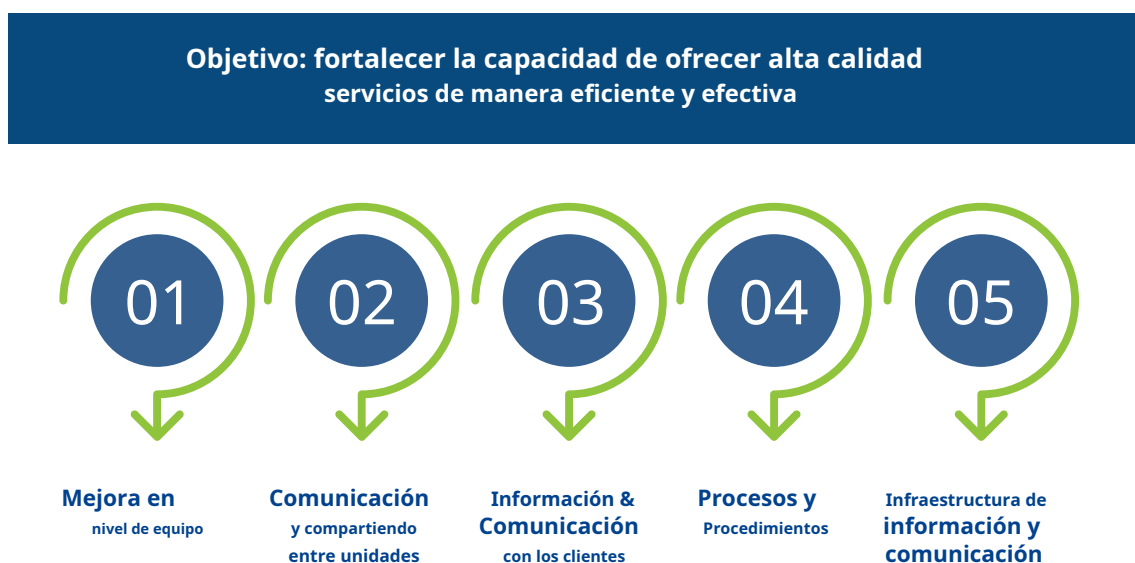 Objetivo: fortalecer la capacidad de ofrecer alta calidad
servicios de manera eficiente y efectiva
01
02
03
04
05
Mejora en
nivel de equipo
Comunicación
y compartiendo
entre unidades
Información &
Comunicación
con los clientes
Procesos y
Procedimientos
Infraestructura de
información y
comunicación